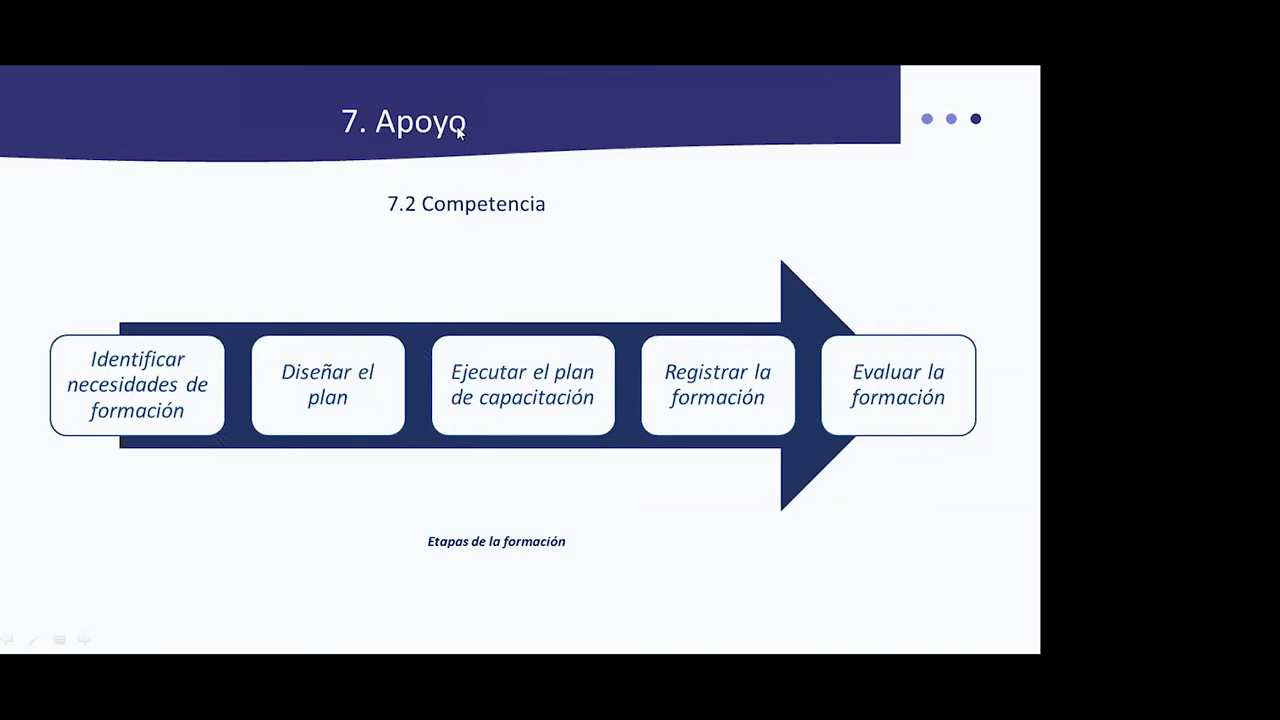 7. Apoyo
7.2 Competencia
Identificar
necesidades de
formación
Diseñar el
plan
Ejecutar el plan
de capacitación
Registrar la
formación
Evaluar la
formación
Etapas de la formación